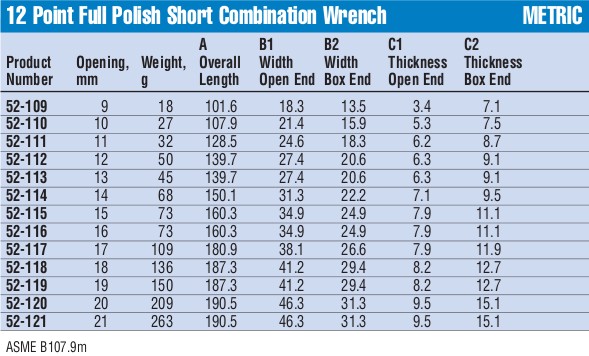 12 Point Full Polish Short Combination Wrench METRIC
A B1 B2 C1 C2
Product Opening, Weight, Overall Width Width Thickness Thickness
Number mm g Length Open End Box End Open End Box End
52-109 9 18 101.6 18.3 13.5 3.4 7.1
52-110 10 27 107.9 21.4 15.9 5.3 7.5
52-111 11 32 128.5 24.6 18.3 6.2 8.7
52-112 12 50 139.7 27.4 20.6 6.3 9.1
52-113 13 45 139.7 27.4 20.6 6.3 9.1
52-114 14 68 150.1 31.3 22.2 7.1 9.5
52-115 15 73 160.3 34.9 24.9 7.9 11.1
52-116 16 73 160.3 34.9 24.9 7.9 11.1
52-117 17 109 180.9 38.1 26.6 7.9 11.9
52-118 18 136 187.3 41.2 29.4 8.2 12.7
52-119 19 150 187.3 41.2 29.4 8.2 12.7
52-120 20 209 190.5 46.3 31.3 9.5 15.1
52-121 21 263 190.5 46.3 31.3 9.5 15.1
ASME B107.9m